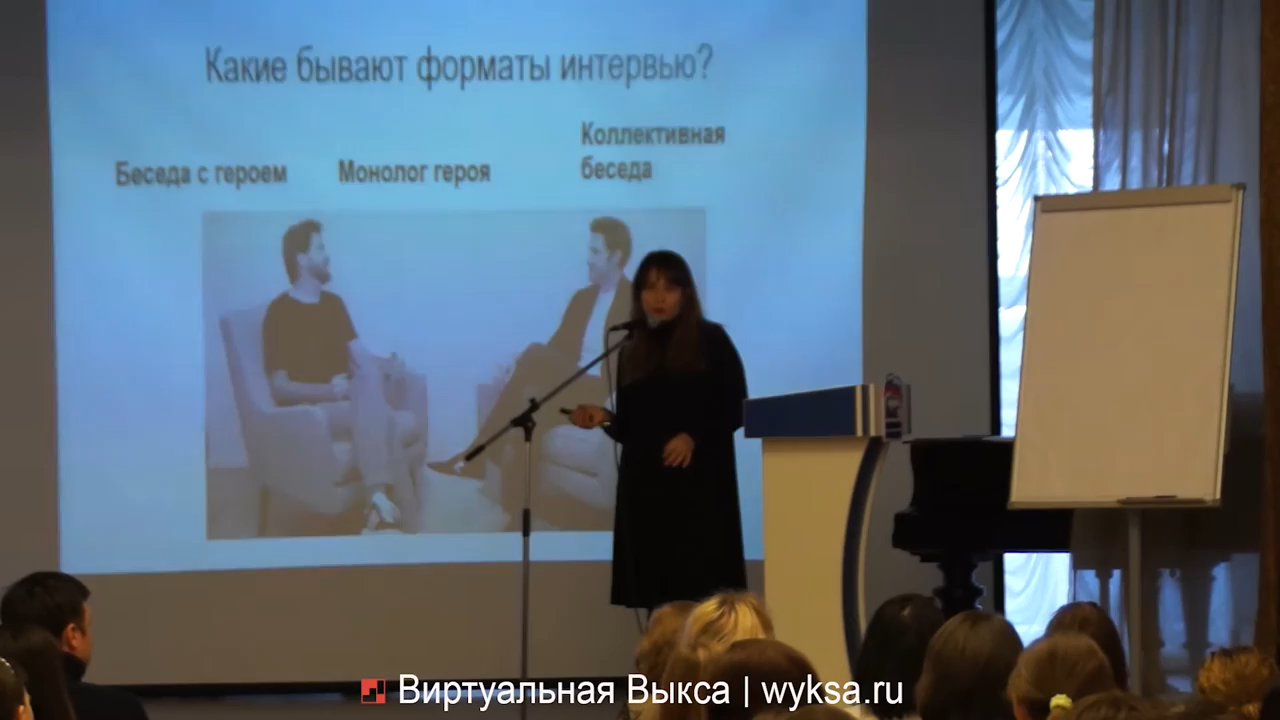 Какие бывают форматы интервью?
Беседа с героем
Монолог героя
Коллективная
беседа
Виртуальная Выкса | wyksa.ru